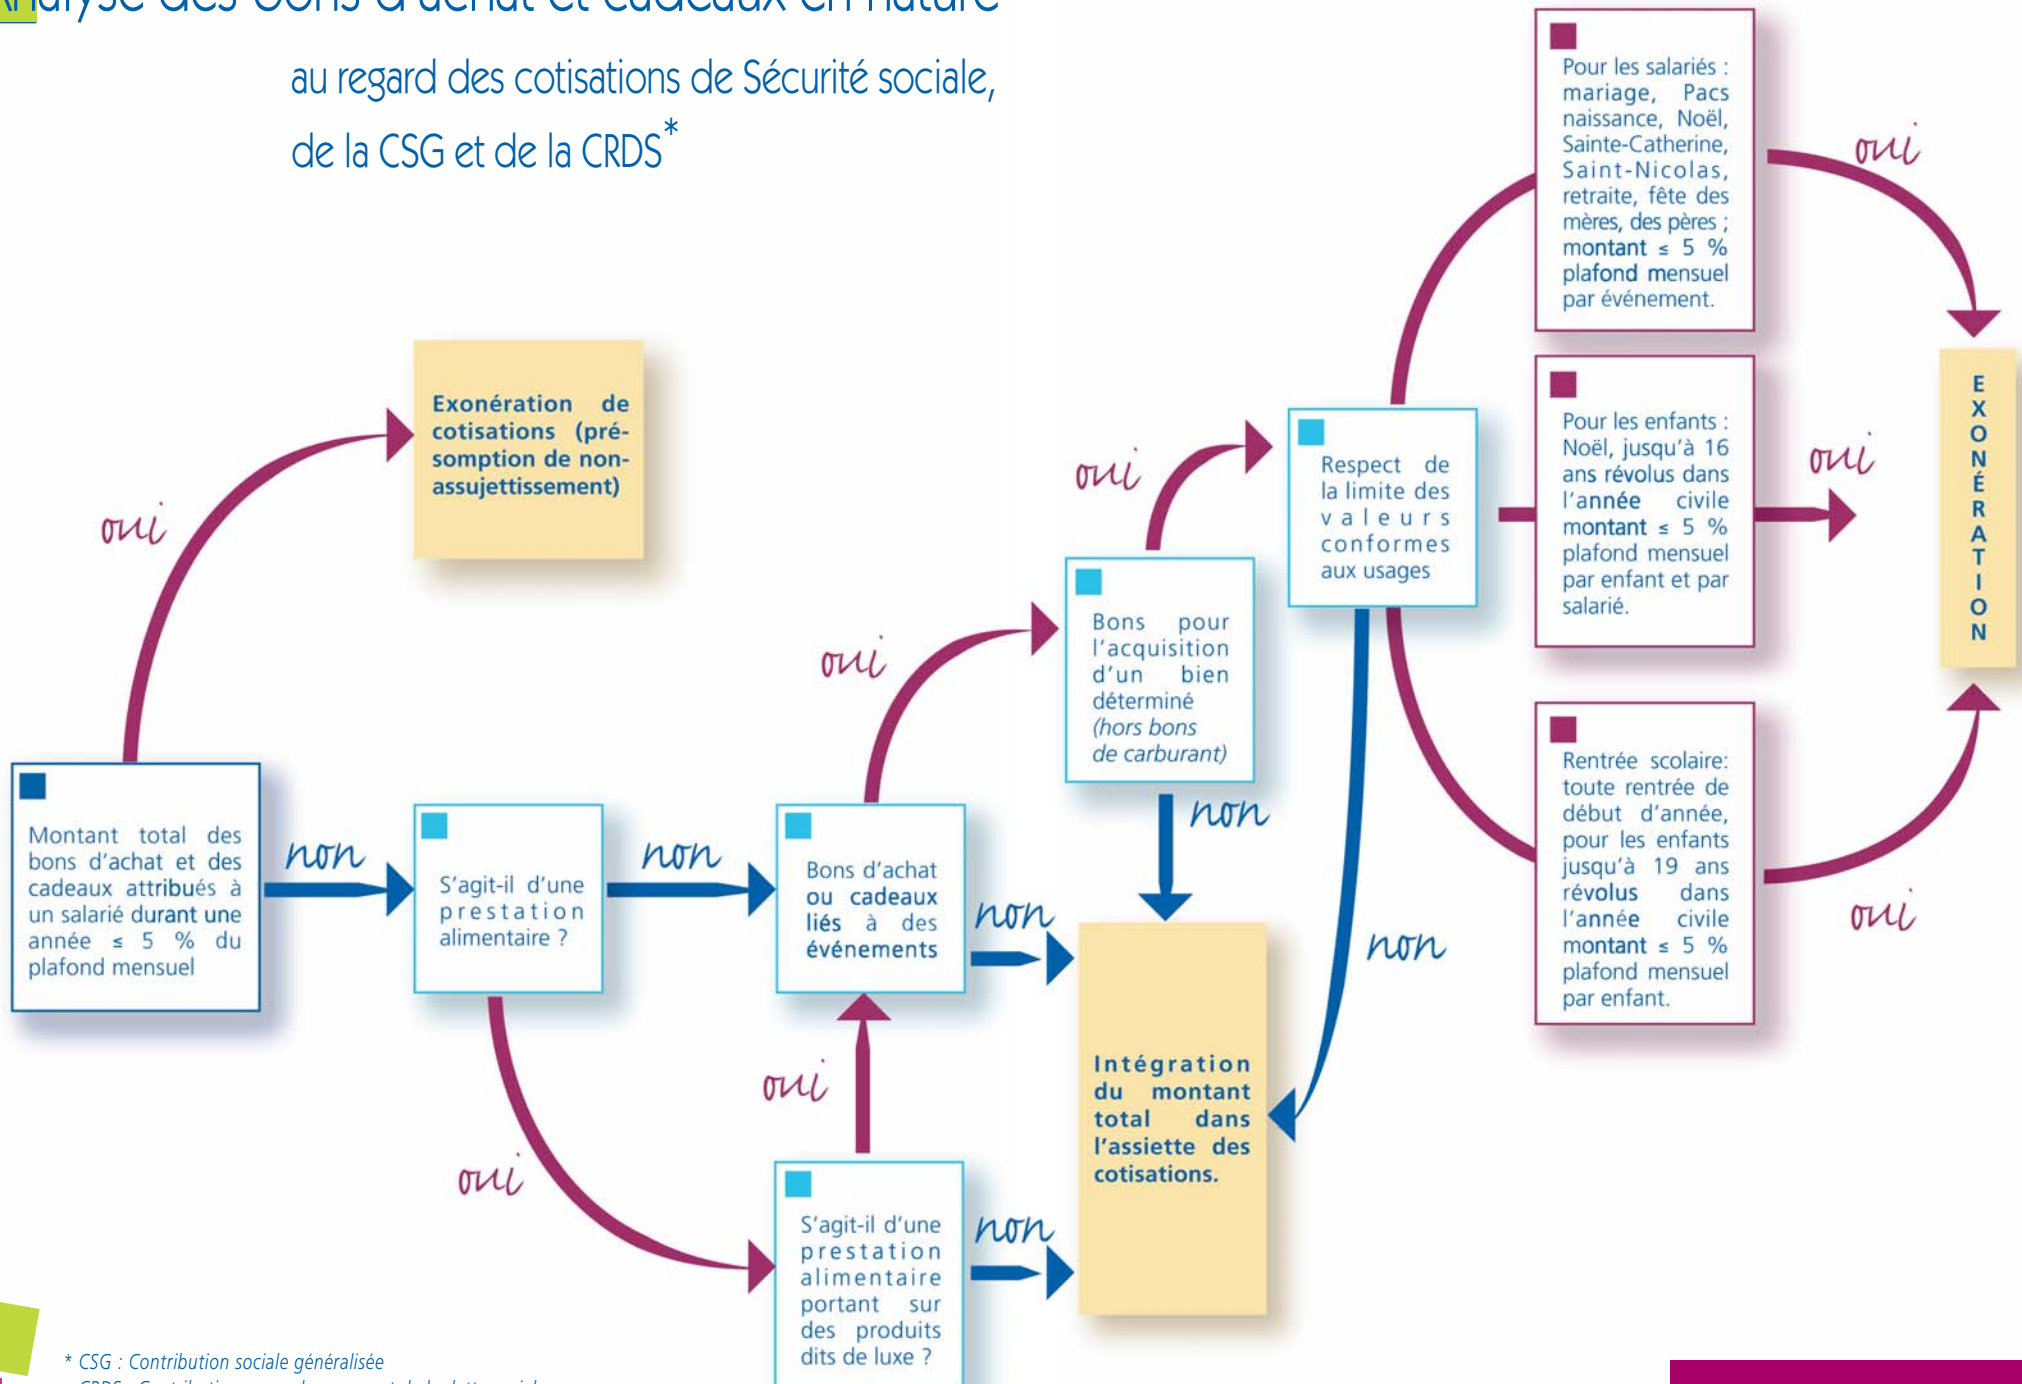 Analyse des bons d'achat et cadeaux en nature
au regard des cotisations de Sécurité sociale,
de la CSG et de la CRDS*
Montant total des
bons d'achat et des
cadeaux attribués à
un salarié durant une
année ≤ 5 % du
plafond mensuel
oui
Exonération de
cotisations (pré-
somption de non-
assujettissement)
non
S'agit-il d'une
prestation
alimentaire ?
non
oui
S'agit-il d'une
prestation
alimentaire
portant sur
des produits
dits de luxe ?
oui
non
Bons d'achat
ou cadeaux
liés à des
événements
non
oui
Bons pour
l'acquisition
d'un bien
déterminé
(hors bons
de carburant)
non
Intégration
du montant
total dans
l'assiette des
cotisations.
oui
Respect de
la limite des
valeurs
conformes
aux usages
non
Pour les salariés :
mariage, Pacs
naissance, Noël,
Sainte-Catherine,
Saint-Nicolas,
retraite, fête des
mères, des pères ;
montant ≤ 5 %
plafond mensuel
par événement.
oui
Pour les enfants :
Noël, jusqu'à 16
ans révolus dans
l'année civile
montant ≤ 5 %
plafond mensuel
par enfant et par
salarié.
oui
Rentrée scolaire:
toute rentrée de
début d'année,
pour les enfants
jusqu'à 19 ans
révolus dans
l'année civile
montant ≤ 5 %
plafond mensuel
par enfant.
oui
EXONÉRATION
* CSG : Contribution sociale généralisée